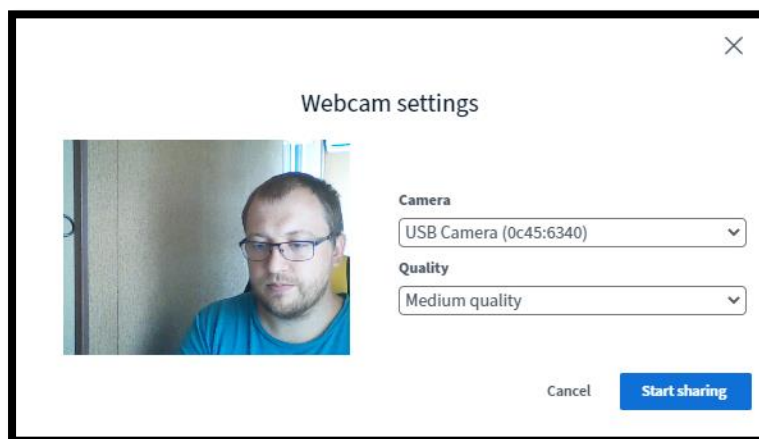 Webcam settings
Camera
USB Camera (0c45:6340)
Quality
Medium quality
Cancel
Start sharing